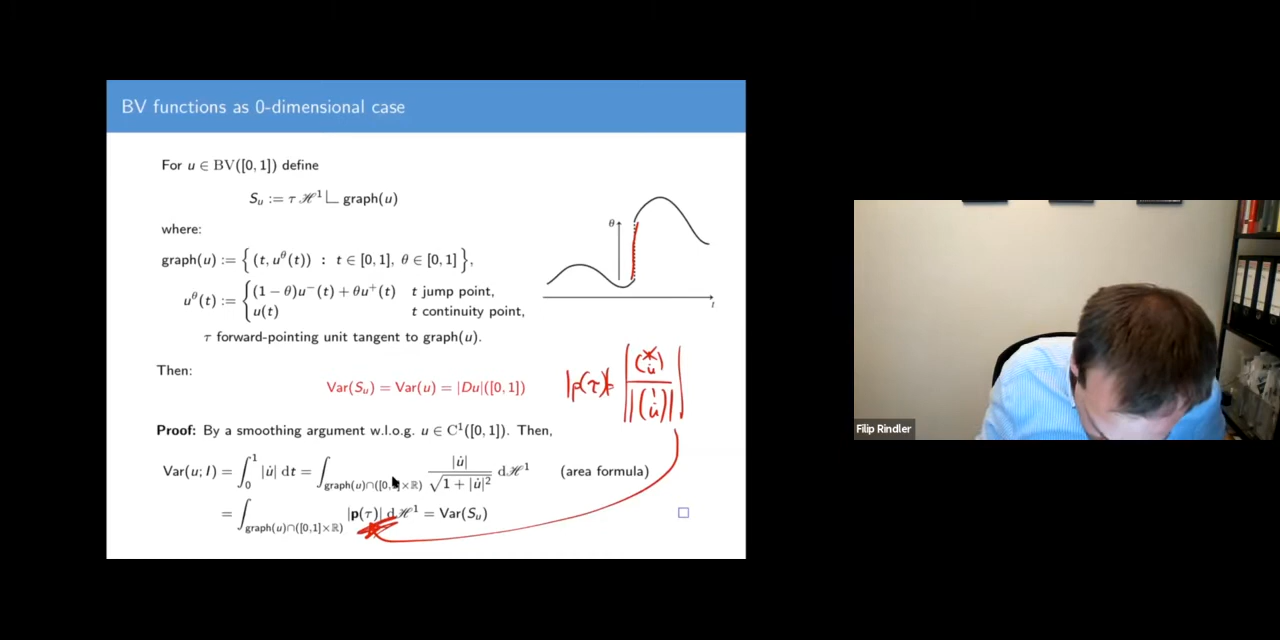 BV functions as 0-dimensional case
For u ∈ BV([0, 1]) define
S_u := τ ℋ¹ ⌞ graph(u)
where:
graph(u) := { (t, u^θ(t)) : t ∈ [0, 1], θ ∈ [0, 1] },
u^θ(t) := { (1 − θ)u⁻(t) + θu⁺(t) t jump point,
u(t) t continuity point,
τ forward-pointing unit tangent to graph(u).
θ
t
Then:
Var(S_u) = Var(u) = |Du|([0, 1])
Proof: By a smoothing argument w.l.o.g. u ∈ C¹([0, 1]). Then,
Var(u; I) = ∫₀¹ |u̇| dt = ∫_{graph(u)∩([0,1]×ℝ)} |u̇| / √(1 + |u̇|²) dℋ¹ (area formula)
= ∫_{graph(u)∩([0,1]×ℝ)} |p(τ)| dℋ¹ = Var(S_u) □
|p(τ)|
Filip Rindler